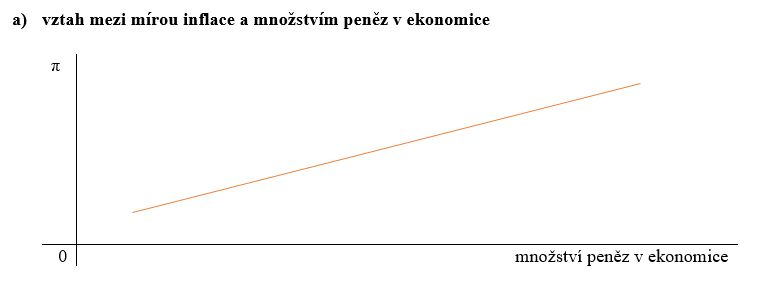 a) vztah mezi mírou inflace a množstvím peněz v ekonomice
π
0
množství peněz v ekonomice